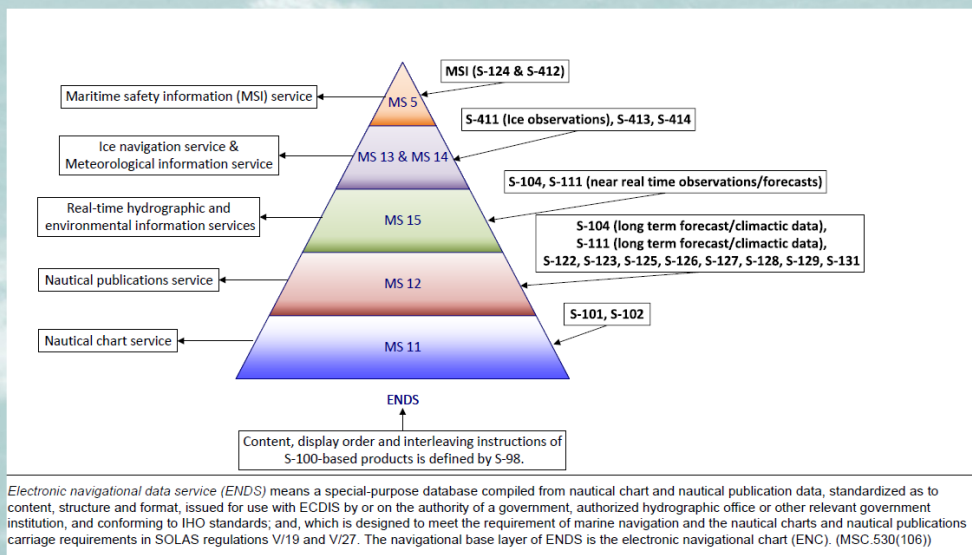 MSI (S-124 & S-412)
Maritime safety information (MSI) service
MS 5
S-411 (Ice observations), S-413, S-414
Ice navigation service &
Meteorological information service
MS 13 & MS 14
S-104, S-111 (near real time observations/forecasts)
Real-time hydrographic and
environmental information services
MS 15
S-104 (long term forecast/climactic data),
S-111 (long term forecast/climactic data),
S-122, S-123, S-125, S-126, S-127, S-128, S-129, S-131
Nautical publications service
MS 12
S-101, S-102
Nautical chart service
MS 11
ENDS
Content, display order and interleaving instructions of
S-100-based products is defined by S-98.
Electronic navigational data service (ENDS) means a special-purpose database compiled from nautical chart and nautical publication data, standardized as to
content, structure and format, issued for use with ECDIS by or on the authority of a government, authorized hydrographic office or other relevant government
institution, and conforming to IHO standards; and, which is designed to meet the requirement of marine navigation and the nautical charts and nautical publications
carriage requirements in SOLAS regulations V/19 and V/27. The navigational base layer of ENDS is the electronic navigational chart (ENC). (MSC.530(106))